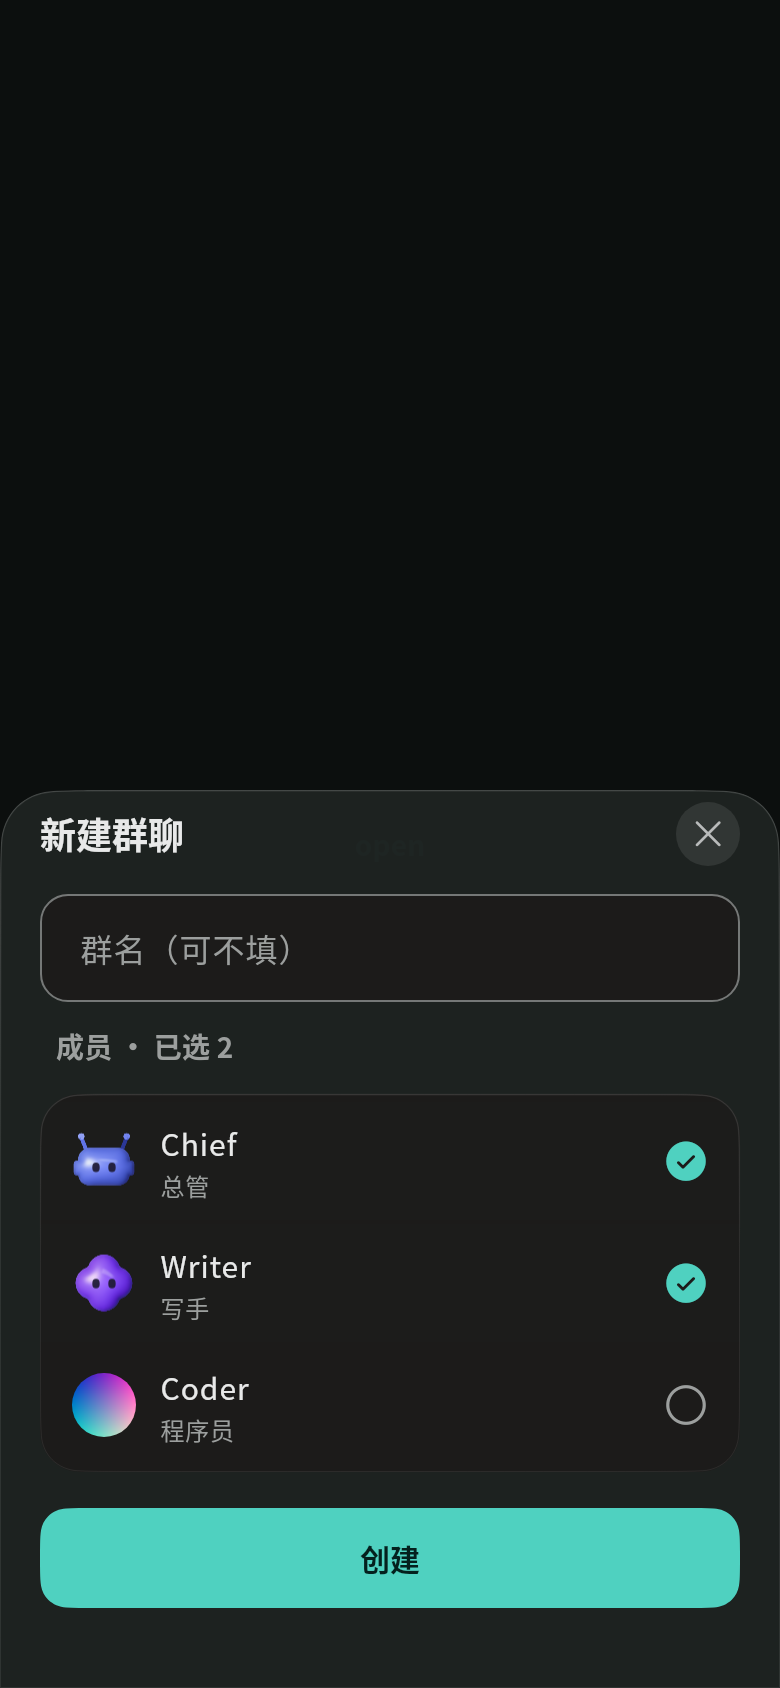 新建群聊
open
群名（可不填）
成员 · 已选 2
Chief
总管
Writer
写手
Coder
程序员
创建